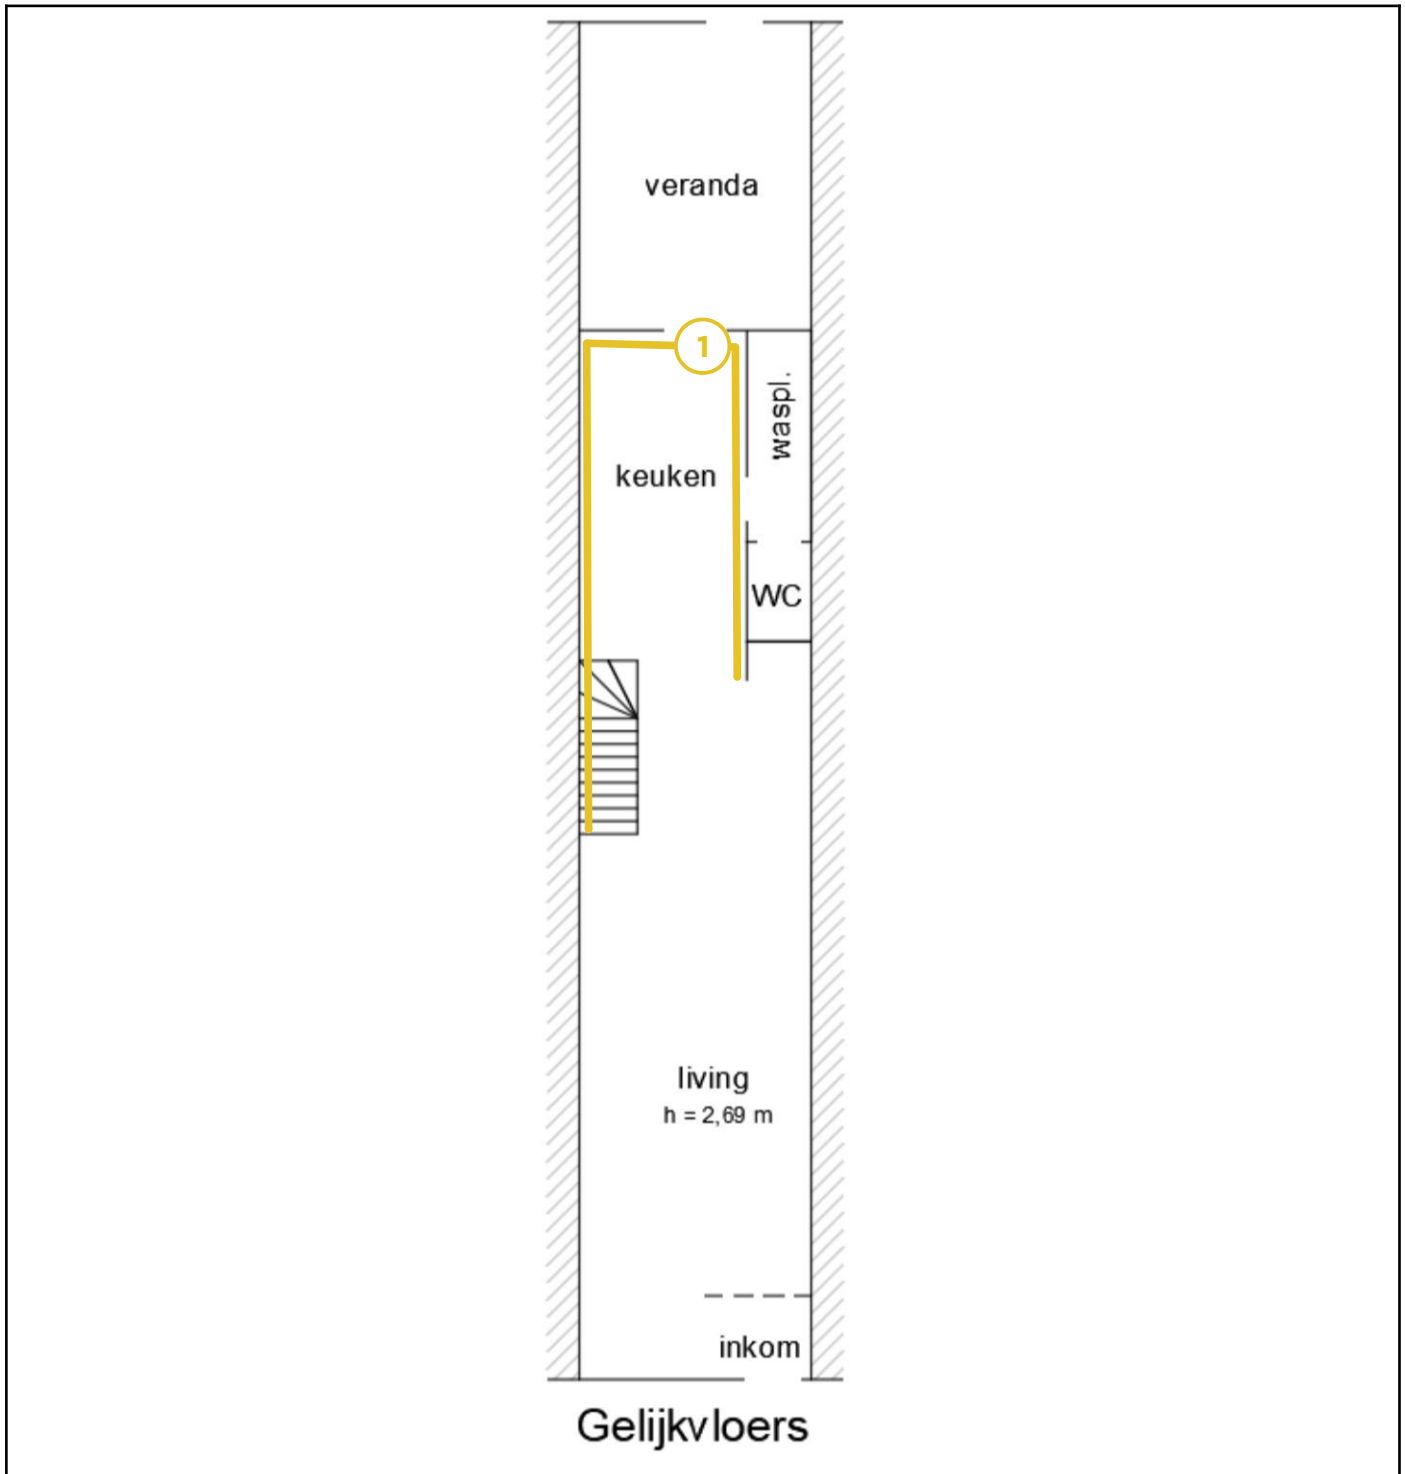 veranda
1
waspl.
keuken
WC
living
h = 2,69 m
inkom
Gelijkvloers